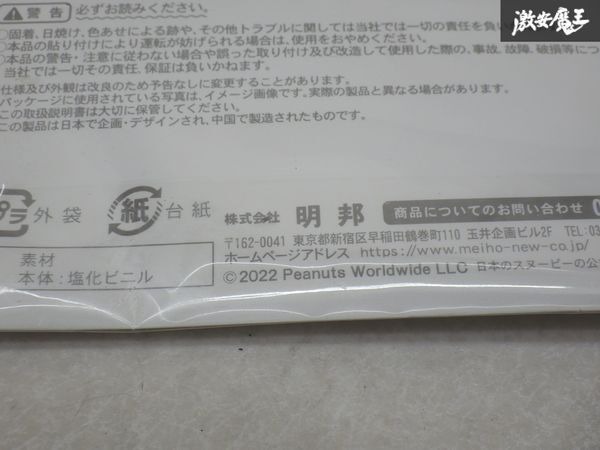 激安魔王
警告 必ずお読みください。
○固着、日焼け、色あせによる跡や、その他トラブルに関しては当社では一切の責任を負い
○本品の貼り付けにより運転が妨げられる場合は、使用をおやめください。
○本品の警告・注意に従わない場合や誤った取り付け及び改造して使用した際の、事故、故障、破損等につ
当社では一切その責任、保証は負いかねます。
仕様及び外観は改良のため予告なしに変更することがあります。
パッケージに使用されている写真は、イメージ画像です。実際の製品と異なる場合があります。
この取扱説明書は大切に保管してください。
この製品は日本で企画・デザインされ、中国で製造されたものです。
プラ 外袋 紙 台紙
株式会社 明邦 商品についてのお問い合わせ
〒162-0041 東京都新宿区早稲田鶴巻町110 玉井企画ビル2F TEL:03
ホームページアドレス https://www.meiho-new-co.jp/
©2022 Peanuts Worldwide LLC 日本のスヌーピーの公
素材
本体:塩化ビニル